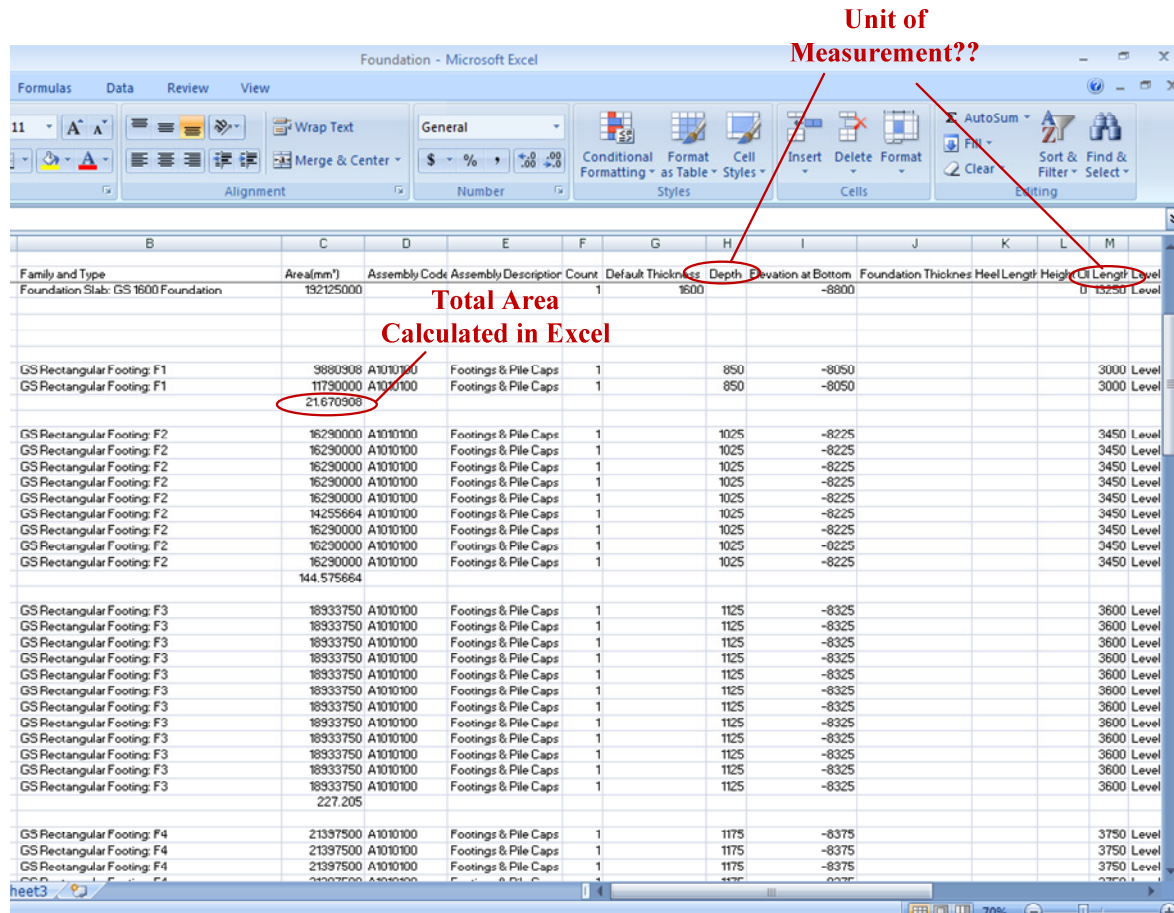 Unit of
Measurement??
Foundation - Microsoft Excel
Formulas Data Review View
11 A A Wrap Text General AutoSum
Fill
Merge & Center $ % , .0 .00 .00 .0 Conditional Formatting Format as Table Cell Styles Insert Delete Format Clear Sort & Filter Find & Select
Alignment Number Styles Cells Editing
B C D E F G H I J K L M
Family and Type Area(mm²) Assembly Code Assembly Description Count Default Thickness Depth Elevation at Bottom Foundation Thicknes Heel Length Height Of Length Level
Foundation Slab: GS 1600 Foundation 192125000 1 1600 -8800 0 13250 Level
Total Area
Calculated in Excel
GS Rectangular Footing: F1 9880908 A1010100 Footings & Pile Caps 1 850 -8050 3000 Level
GS Rectangular Footing: F1 11790000 A1010100 Footings & Pile Caps 1 850 -8050 3000 Level
21.670908
GS Rectangular Footing: F2 16290000 A1010100 Footings & Pile Caps 1 1025 -8225 3450 Level
GS Rectangular Footing: F2 16290000 A1010100 Footings & Pile Caps 1 1025 -8225 3450 Level
GS Rectangular Footing: F2 16290000 A1010100 Footings & Pile Caps 1 1025 -8225 3450 Level
GS Rectangular Footing: F2 16290000 A1010100 Footings & Pile Caps 1 1025 -8225 3450 Level
GS Rectangular Footing: F2 16290000 A1010100 Footings & Pile Caps 1 1025 -8225 3450 Level
GS Rectangular Footing: F2 14255664 A1010100 Footings & Pile Caps 1 1025 -8225 3450 Level
GS Rectangular Footing: F2 16290000 A1010100 Footings & Pile Caps 1 1025 -8225 3450 Level
GS Rectangular Footing: F2 16290000 A1010100 Footings & Pile Caps 1 1025 -8225 3450 Level
GS Rectangular Footing: F2 16290000 A1010100 Footings & Pile Caps 1 1025 -8225 3450 Level
144.575664
GS Rectangular Footing: F3 18933750 A1010100 Footings & Pile Caps 1 1125 -8325 3600 Level
GS Rectangular Footing: F3 18933750 A1010100 Footings & Pile Caps 1 1125 -8325 3600 Level
GS Rectangular Footing: F3 18933750 A1010100 Footings & Pile Caps 1 1125 -8325 3600 Level
GS Rectangular Footing: F3 18933750 A1010100 Footings & Pile Caps 1 1125 -8325 3600 Level
GS Rectangular Footing: F3 18933750 A1010100 Footings & Pile Caps 1 1125 -8325 3600 Level
GS Rectangular Footing: F3 18933750 A1010100 Footings & Pile Caps 1 1125 -8325 3600 Level
GS Rectangular Footing: F3 18933750 A1010100 Footings & Pile Caps 1 1125 -8325 3600 Level
GS Rectangular Footing: F3 18933750 A1010100 Footings & Pile Caps 1 1125 -8325 3600 Level
GS Rectangular Footing: F3 18933750 A1010100 Footings & Pile Caps 1 1125 -8325 3600 Level
GS Rectangular Footing: F3 18933750 A1010100 Footings & Pile Caps 1 1125 -8325 3600 Level
GS Rectangular Footing: F3 18933750 A1010100 Footings & Pile Caps 1 1125 -8325 3600 Level
GS Rectangular Footing: F3 18933750 A1010100 Footings & Pile Caps 1 1125 -8325 3600 Level
227.205
GS Rectangular Footing: F4 21397500 A1010100 Footings & Pile Caps 1 1175 -8375 3750 Level
GS Rectangular Footing: F4 21397500 A1010100 Footings & Pile Caps 1 1175 -8375 3750 Level
GS Rectangular Footing: F4 21397500 A1010100 Footings & Pile Caps 1 1175 -8375 3750 Level
heet3
70%